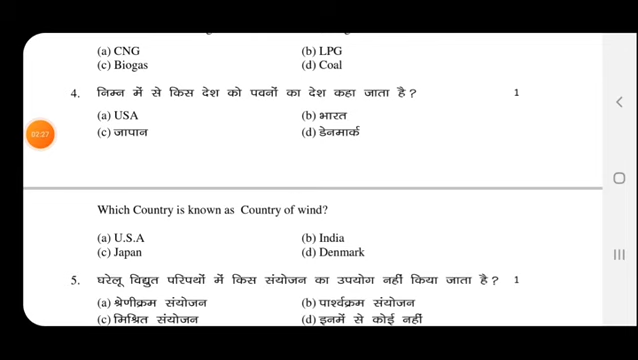 (a) CNG (b) LPG
(c) Biogas (d) Coal
4. निम्न में से किस देश को पवनों का देश कहा जाता है ? 1
(a) USA (b) भारत
(c) जापान (d) डेनमार्क
02:27
Which Country is known as Country of wind?
(a) U.S.A (b) India
(c) Japan (d) Denmark
5. घरेलू विद्युत परिपथों में किस संयोजन का उपयोग नहीं किया जाता है ? 1
(a) श्रेणीक्रम संयोजन (b) पार्श्वक्रम संयोजन
(c) मिश्रित संयोजन (d) इनमें से कोई नहीं